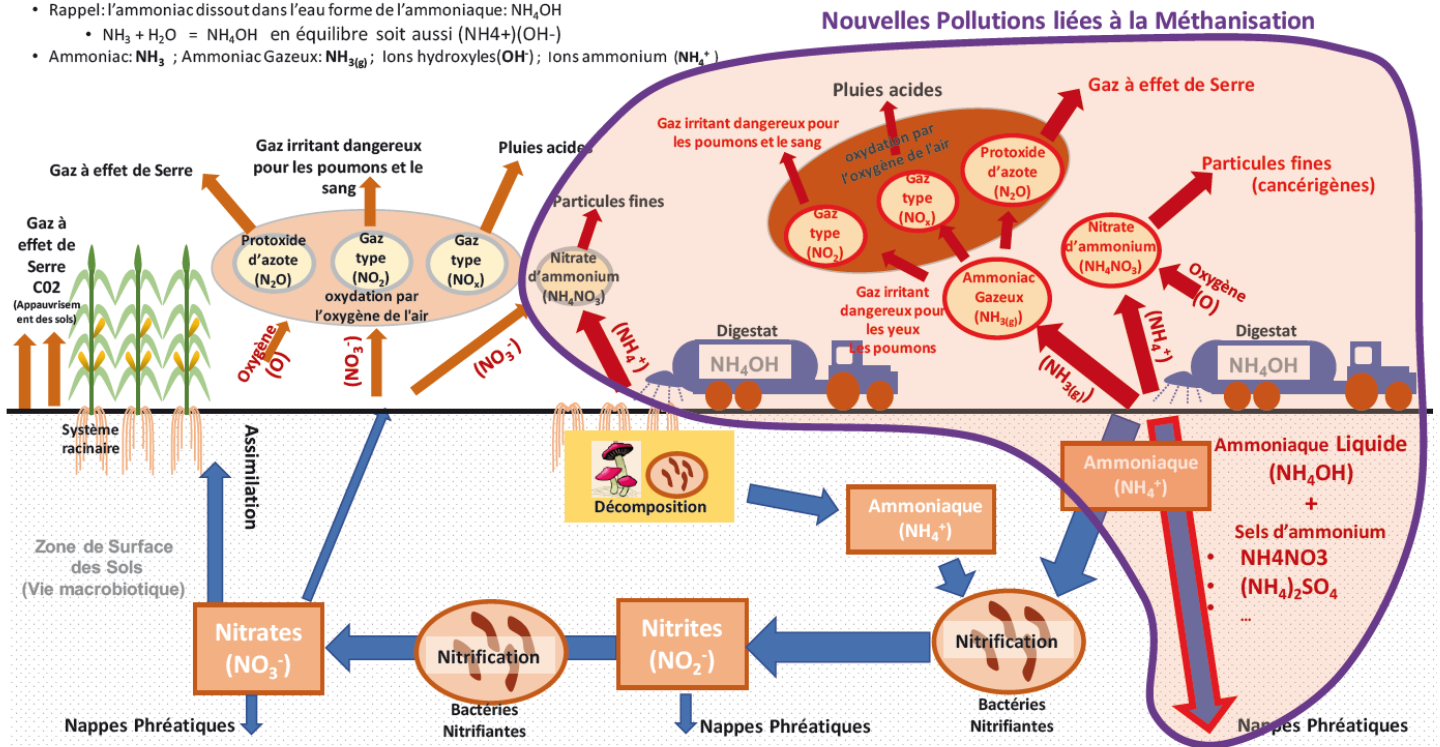 • Rappel: l'ammoniac dissout dans l'eau forme de l'ammoniaque: NH₄OH
• NH₃ + H₂O = NH₄OH en équilibre soit aussi (NH4+)(OH-)
• Ammoniac: NH₃ ; Ammoniac Gazeux: NH₃(g); Ions hydroxyles(OH⁻) ; Ions ammonium (NH₄⁺)
Nouvelles Pollutions liées à la Méthanisation
Gaz à effet de Serre
Gaz irritant dangereux
pour les poumons et le
sang
Pluies acides
Gaz à
effet de
Serre
C02
(Appauvrisem
ent des sols)
Protoxide
d'azote
(N₂O)
Gaz
type
(NO₂)
Gaz
type
(NOₓ)
oxydation par
l'oxygène de l'air
Oxygène
(O)
(NO₃⁻)
(NO₃⁻)
Particules fines
Nitrate
d'ammonium
(NH₄NO₃)
(NH₄⁺)
Pluies acides
Gaz irritant dangereux pour
les poumons et le sang
oxydation par
l'oxygène de l'air
Gaz à effet de Serre
Protoxide
d'azote
(N₂O)
Gaz
type
(NOₓ)
Gaz
type
(NO₂)
Particules fines
(cancérigènes)
Nitrate
d'ammonium
(NH₄NO₃)
Oxygène
(O)
Ammoniac
Gazeux
(NH₃(g))
Gaz irritant
dangereux pour
les yeux
Les poumons
(NH₃(g))
(NH₄⁺)
Digestat
NH₄OH
Digestat
NH₄OH
Système
racinaire
Assimilation
Zone de Surface
des Sols
(Vie macrobiotique)
Décomposition
Ammoniaque
(NH₄⁺)
Ammoniaque
(NH₄⁺)
Ammoniaque Liquide
(NH₄OH)
+
Sels d'ammonium
• NH4NO3
• (NH₄)₂SO₄
• ...
Nitrates
(NO₃⁻)
Nitrification
Bactéries
Nitrifiantes
Nitrites
(NO₂⁻)
Nitrification
Bactéries
Nitrifiantes
Nappes Phréatiques
Nappes Phréatiques
Nappes Phréatiques